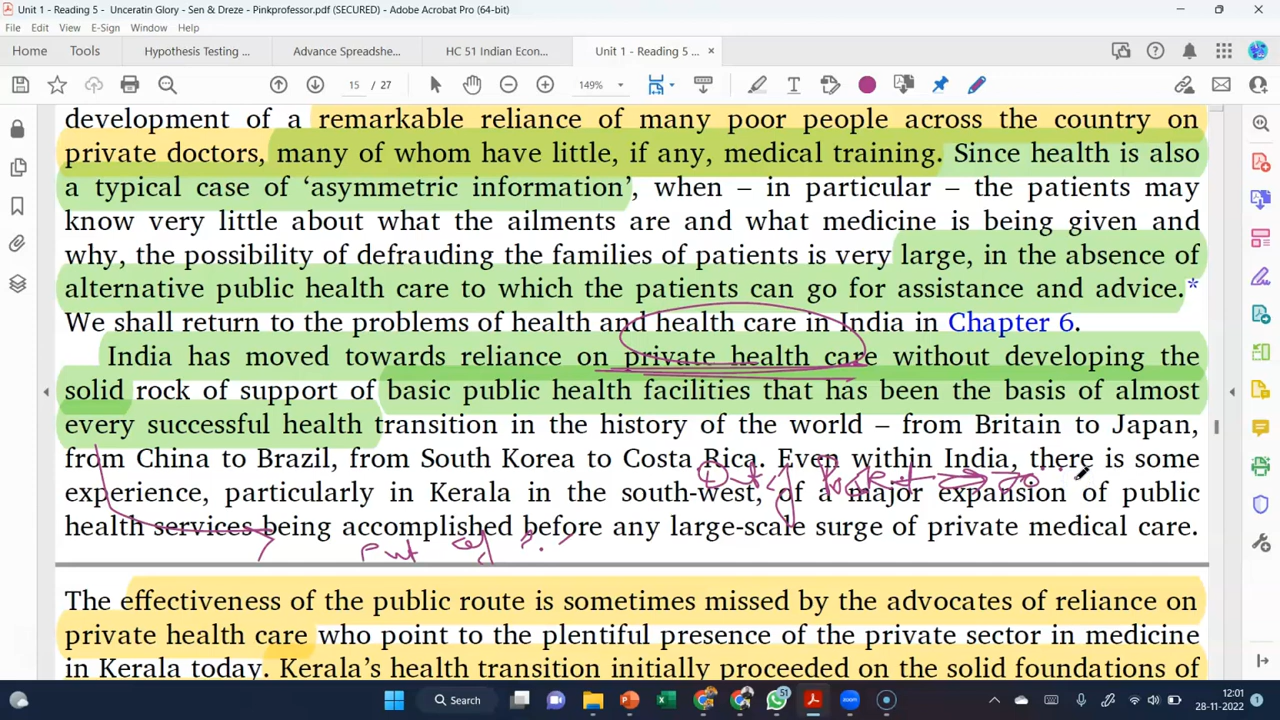 Unit 1 - Reading 5 - Unceratin Glory - Sen & Dreze - Pinkprofessor.pdf (SECURED) - Adobe Acrobat Pro (64-bit)
File Edit View E-Sign Window Help
Home Tools Hypothesis Testing ... Advance Spreadshe... HC 51 Indian Econ... Unit 1 - Reading 5 ... ×
15 / 27 149%
development of a remarkable reliance of many poor people across the country on
private doctors, many of whom have little, if any, medical training. Since health is also
a typical case of ‘asymmetric information’, when – in particular – the patients may
know very little about what the ailments are and what medicine is being given and
why, the possibility of defrauding the families of patients is very large, in the absence of
alternative public health care to which the patients can go for assistance and advice.*
We shall return to the problems of health and health care in India in Chapter 6.
India has moved towards reliance on private health care without developing the
solid rock of support of basic public health facilities that has been the basis of almost
every successful health transition in the history of the world – from Britain to Japan,
from China to Brazil, from South Korea to Costa Rica. Even within India, there is some
Out of Pocket
experience, particularly in Kerala in the south-west, of a major expansion of public
health services being accomplished before any large-scale surge of private medical care.
The effectiveness of the public route is sometimes missed by the advocates of reliance on
private health care who point to the plentiful presence of the private sector in medicine
in Kerala today. Kerala’s health transition initially proceeded on the solid foundations of
Search
51
12:01
28-11-2022